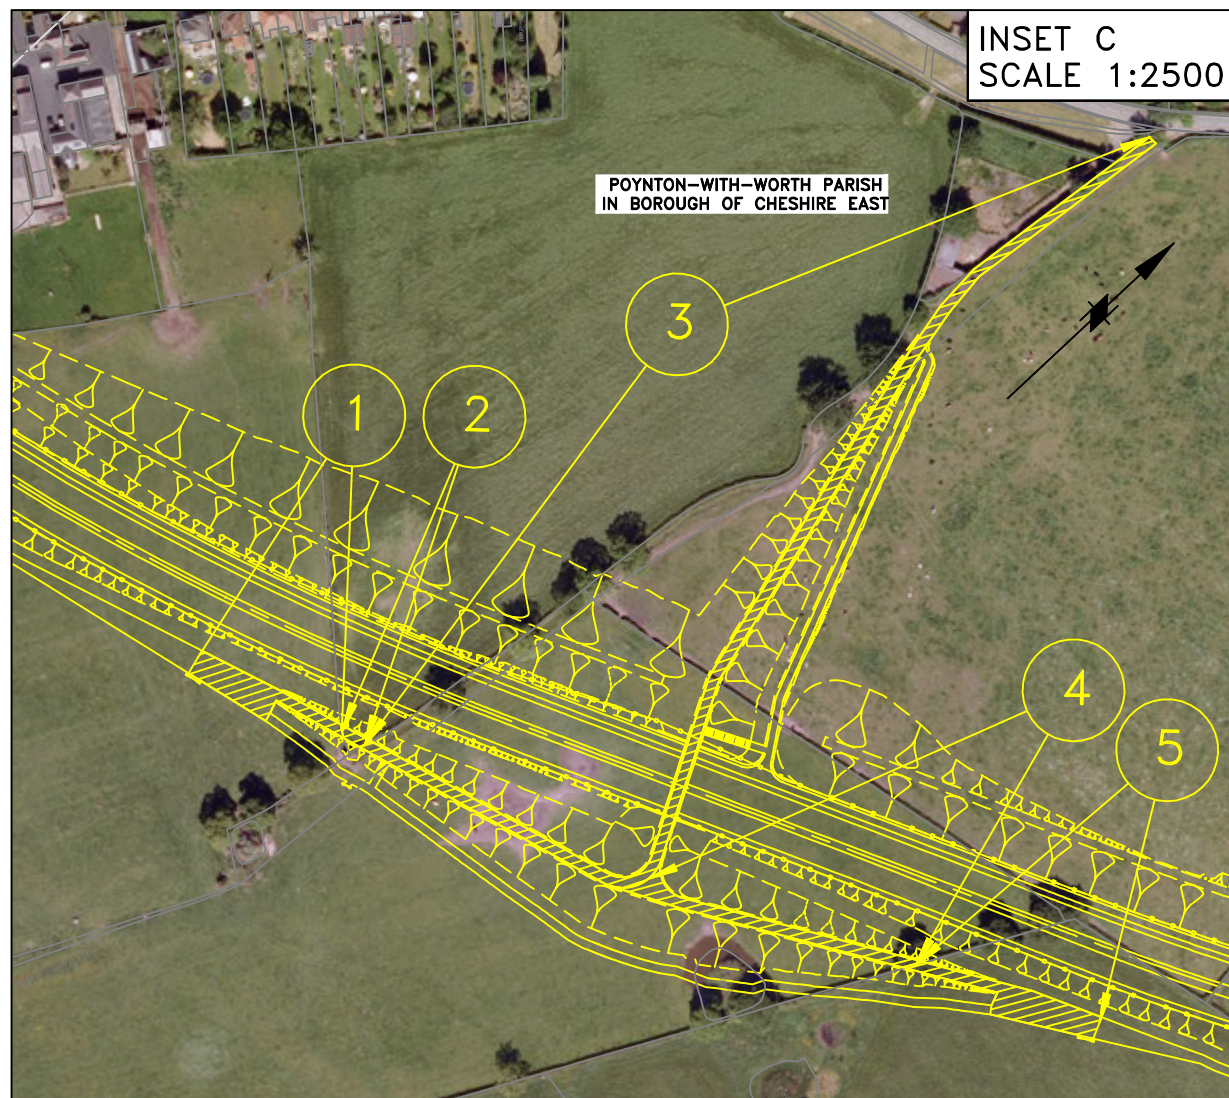 INSET C
SCALE 1:2500
POYNTON-WITH-WORTH PARISH
IN BOROUGH OF CHESHIRE EAST
3
1
2
4
5